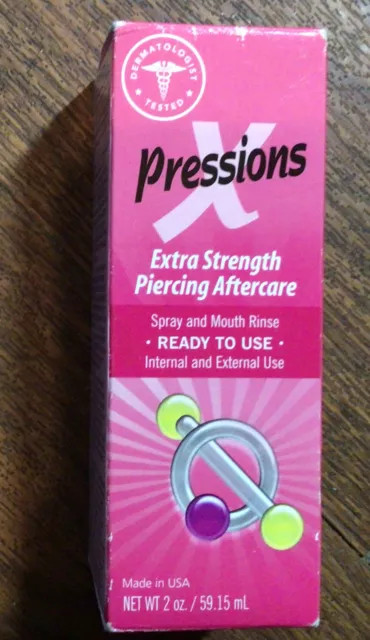 DERMATOLOGIST
TESTED
X
Pressions
Extra Strength
Piercing Aftercare
Spray and Mouth Rinse
• READY TO USE •
Internal and External Use
Made in USA
NET WT 2 oz. / 59.15 mL